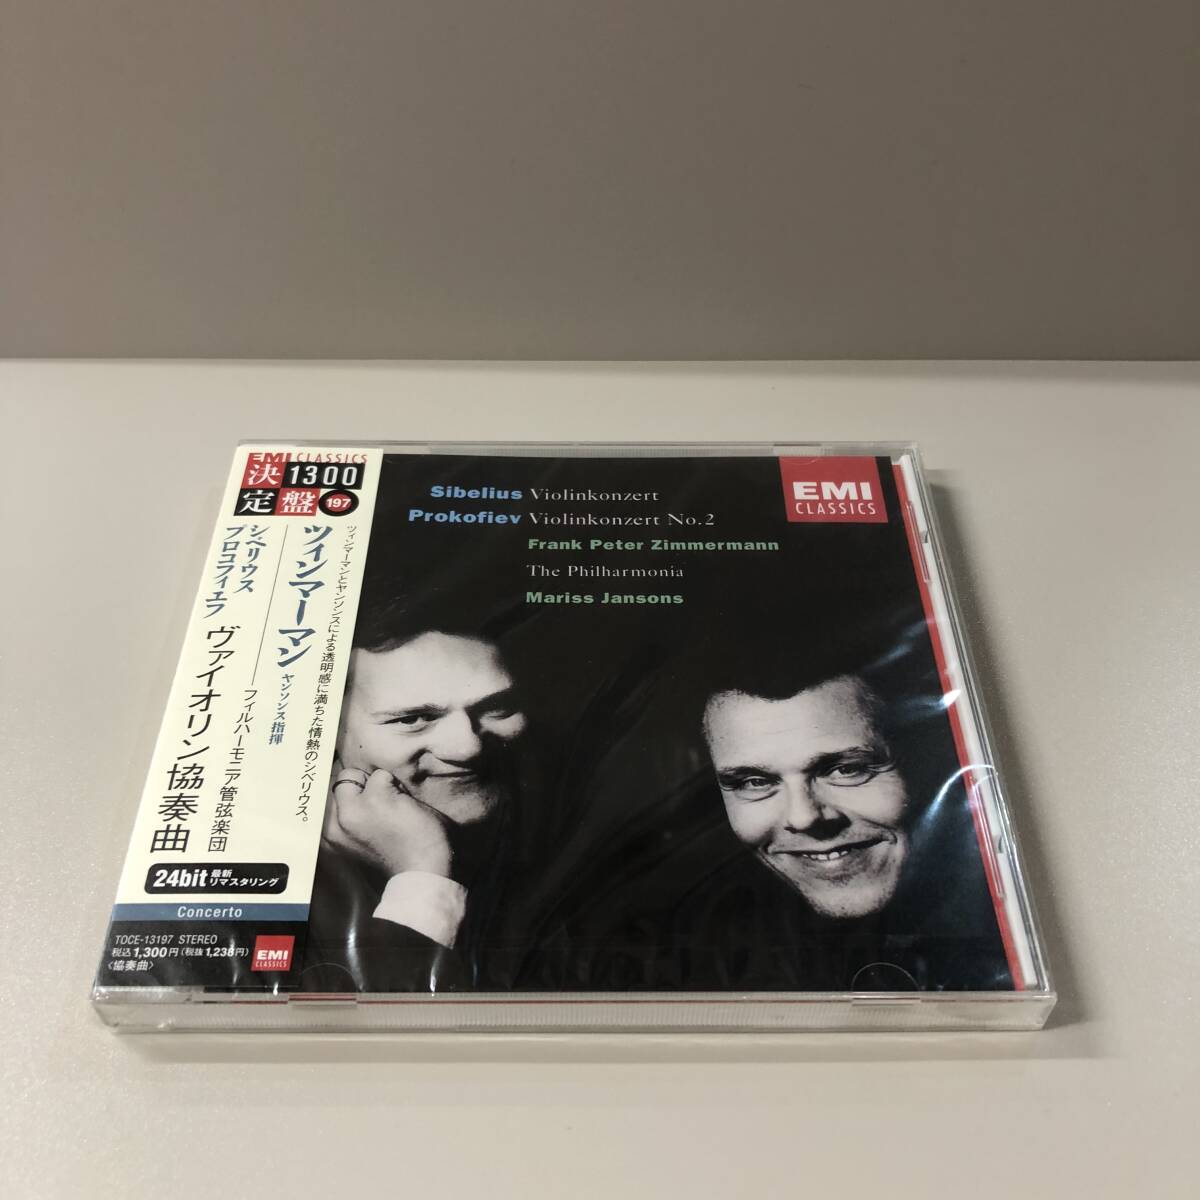 EMI CLASSICS
決定盤
1300
197
ツィンマーマンとヤンソンスによる透明感に満ちた情熱のシベリウス。
ツィンマーマン ヤンソンス指揮
フィルハーモニア管弦楽団
シベリウス
プロコフィエフ
ヴァイオリン協奏曲
24bit 最新リマスタリング
Concerto
TOCE-13197 STEREO
税込1,300円(税抜1,238円)
〈協奏曲〉
EMI
CLASSICS
Sibelius Violinkonzert
Prokofiev Violinkonzert No.2
Frank Peter Zimmermann
The Philharmonia
Mariss Jansons
EMI
CLASSICS